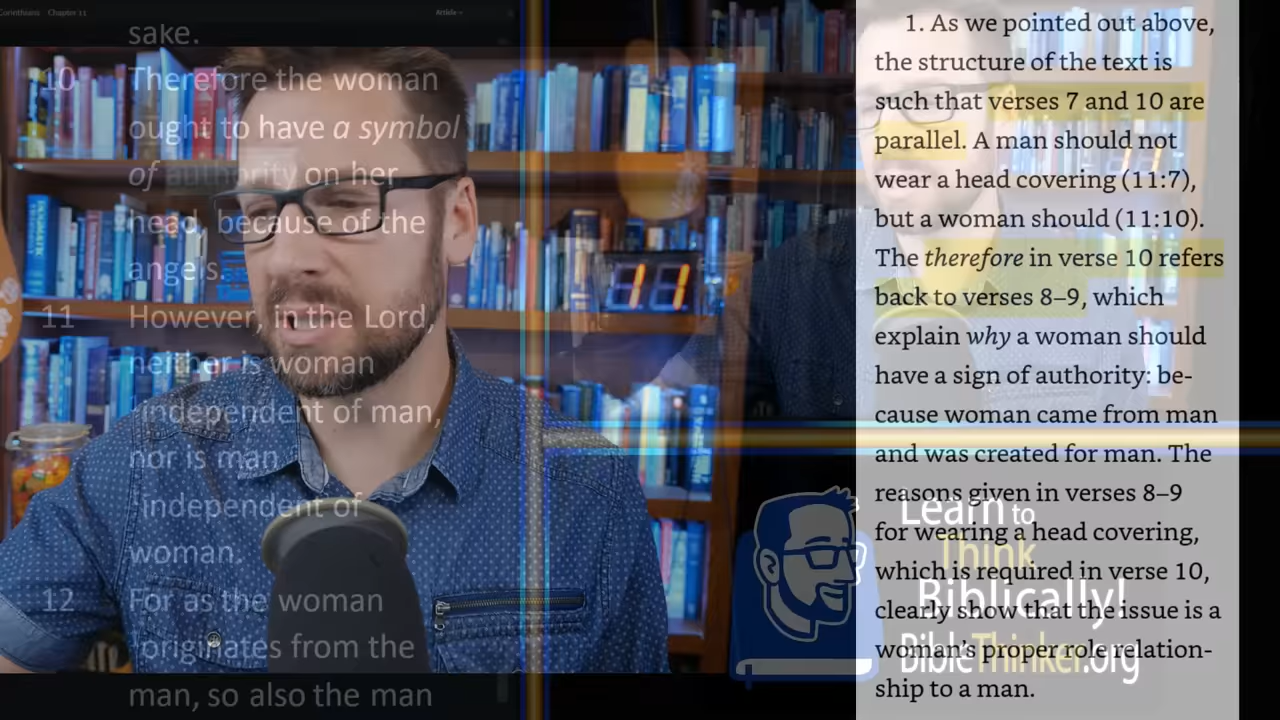 Corinthians Chapter 11
Article
sake.
10 Therefore the woman
ought to have a symbol
of authority on her
head, because of the
angels.
11 However, in the Lord,
neither is woman
independent of man,
nor is man
independent of
woman.
12 For as the woman
originates from the
man, so also the man
11
1. As we pointed out above,
the structure of the text is
such that verses 7 and 10 are
parallel. A man should not
wear a head covering (11:7),
but a woman should (11:10).
The therefore in verse 10 refers
back to verses 8–9, which
explain why a woman should
have a sign of authority: be-
cause woman came from man
and was created for man. The
reasons given in verses 8–9
for wearing a head covering,
which is required in verse 10,
clearly show that the issue is a
woman's proper role relation-
ship to a man.
Learn to
Think
Biblically!
BibleThinker.org